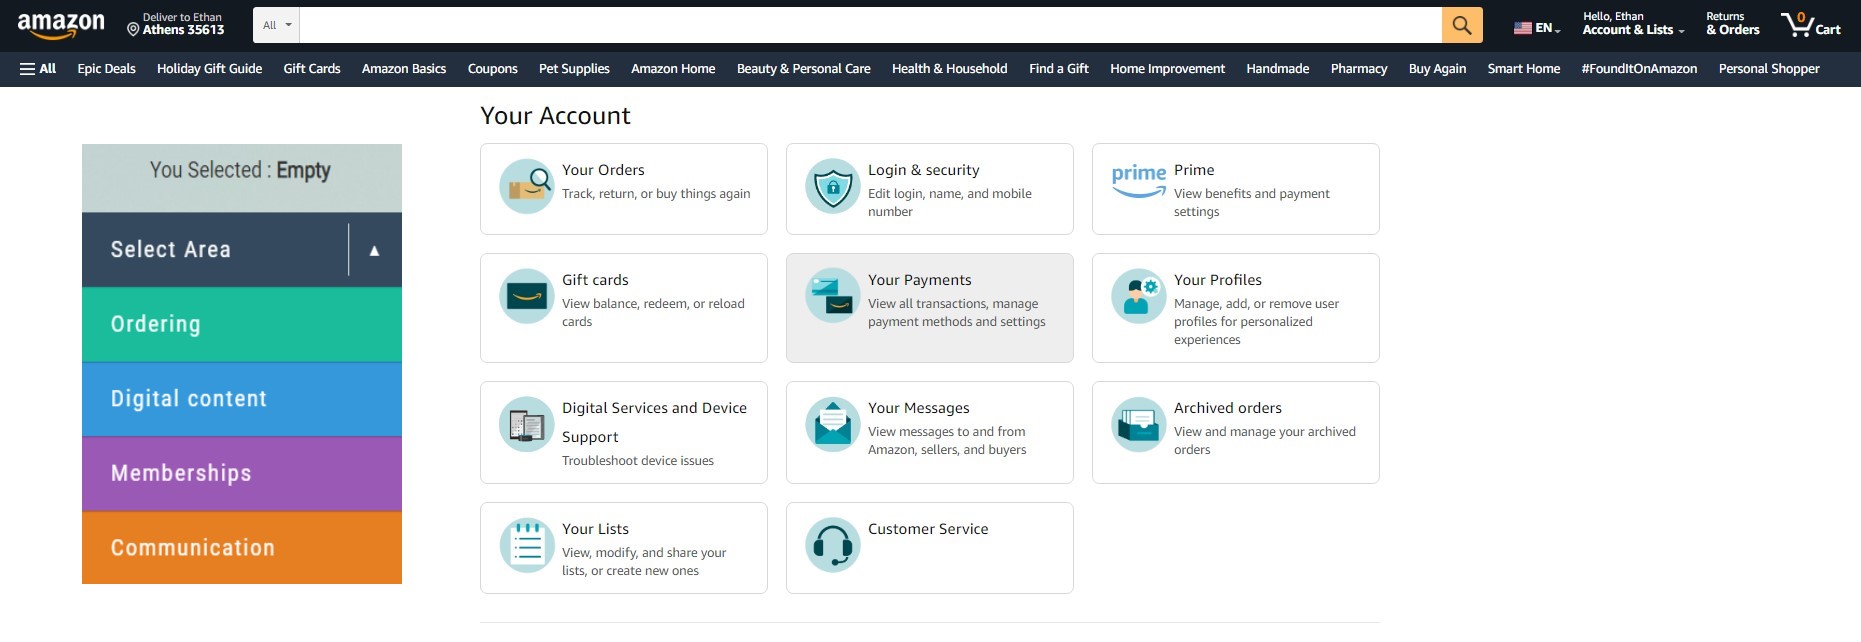 amazon
Deliver to Ethan
Athens 35613
All
EN
Hello, Ethan
Account & Lists
Returns
& Orders
0
Cart
All
Epic Deals
Holiday Gift Guide
Gift Cards
Amazon Basics
Coupons
Pet Supplies
Amazon Home
Beauty & Personal Care
Health & Household
Find a Gift
Home Improvement
Handmade
Pharmacy
Buy Again
Smart Home
#FoundItOnAmazon
Personal Shopper
You Selected : Empty
Select Area
Ordering
Digital content
Memberships
Communication
Your Account
Your Orders
Track, return, or buy things again
Login & security
Edit login, name, and mobile
number
prime
Prime
View benefits and payment
settings
Gift cards
View balance, redeem, or reload
cards
Your Payments
View all transactions, manage
payment methods and settings
Your Profiles
Manage, add, or remove user
profiles for personalized
experiences
Digital Services and Device
Support
Troubleshoot device issues
Your Messages
View messages to and from
Amazon, sellers, and buyers
Archived orders
View and manage your archived
orders
Your Lists
View, modify, and share your
lists, or create new ones
Customer Service